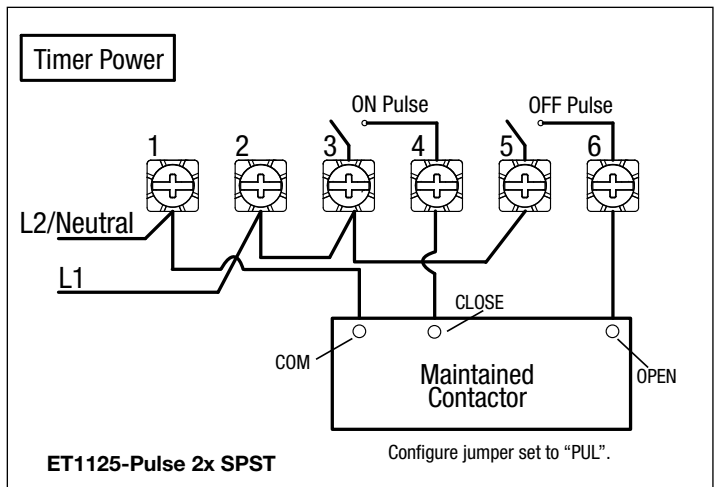 Timer Power
ON Pulse
OFF Pulse
1
2
3
4
5
6
L2/Neutral
L1
CLOSE
COM
OPEN
Maintained
Contactor
ET1125-Pulse 2x SPST
Configure jumper set to “PUL”.